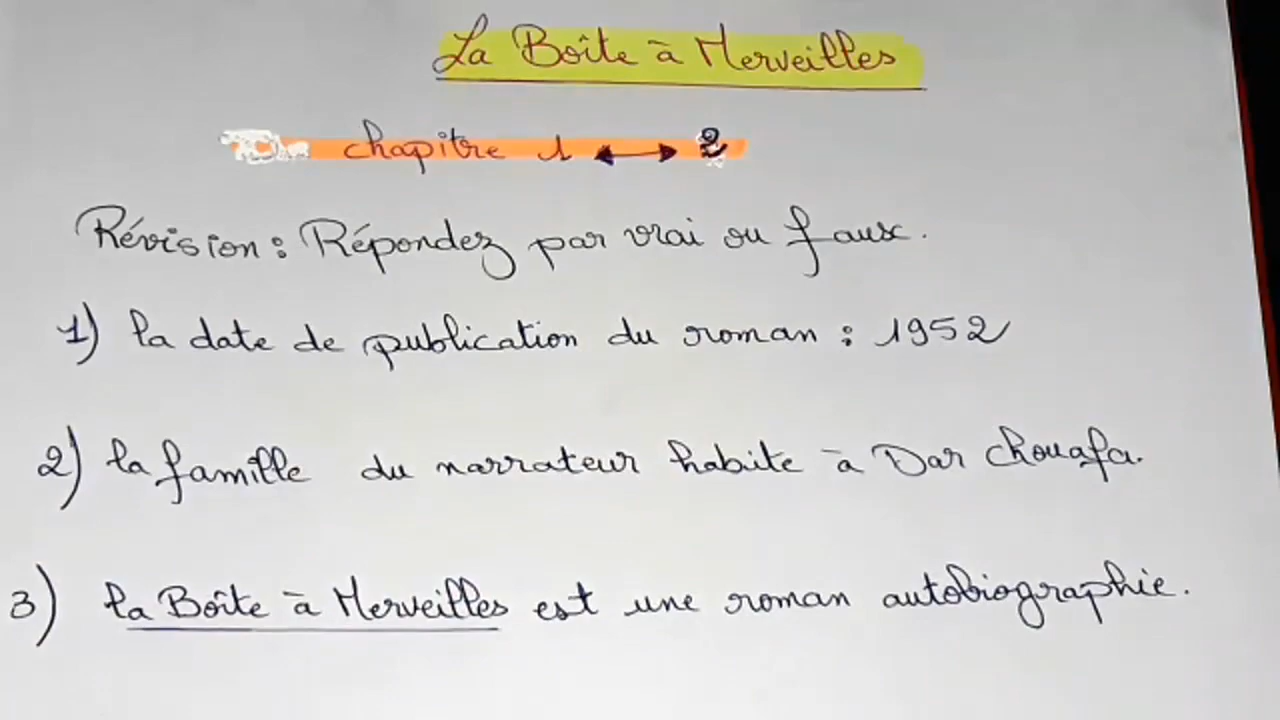 La Boîte à Merveilles
chapitre 1 ↔ 2
Révision : Répondez par vrai ou faux.
1) la date de publication du roman : 1952
2) la famille du narrateur habite à Dar Chouafa.
3) la Boîte à Merveilles est une roman autobiographie.